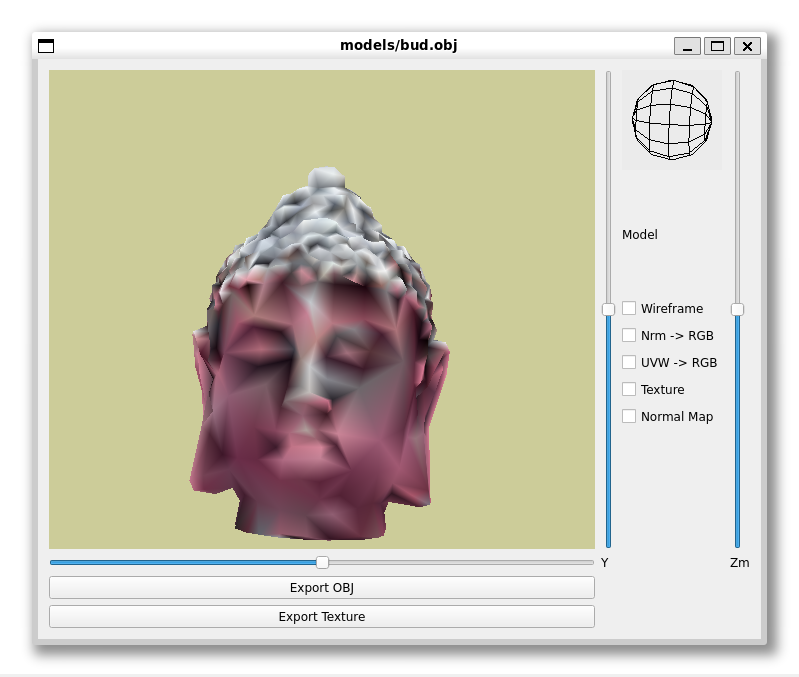 models/bud.obj
Model
Wireframe
Nrm -> RGB
UVW -> RGB
Texture
Normal Map
Y
Zm
Export OBJ
Export Texture